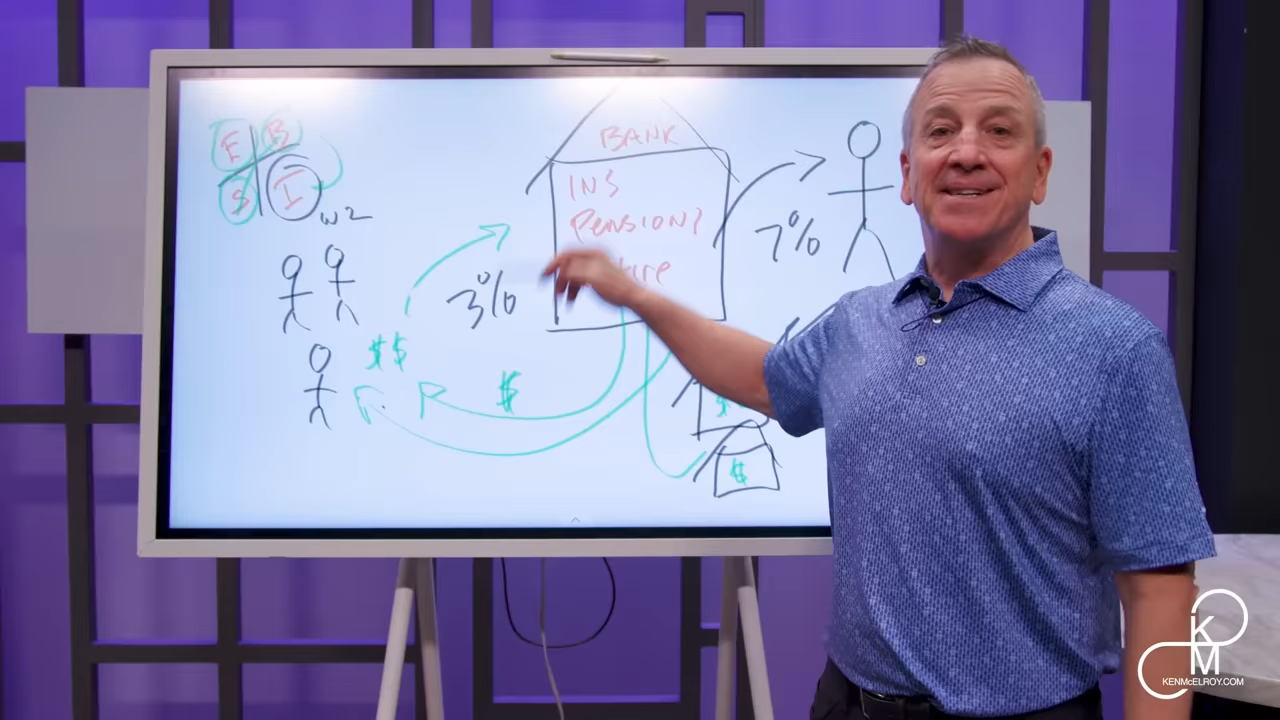 E B
S I
W2
BANK
INS
PENSION?
3%
7%
$$
$
$
$
KM
KENMCELROY.COM